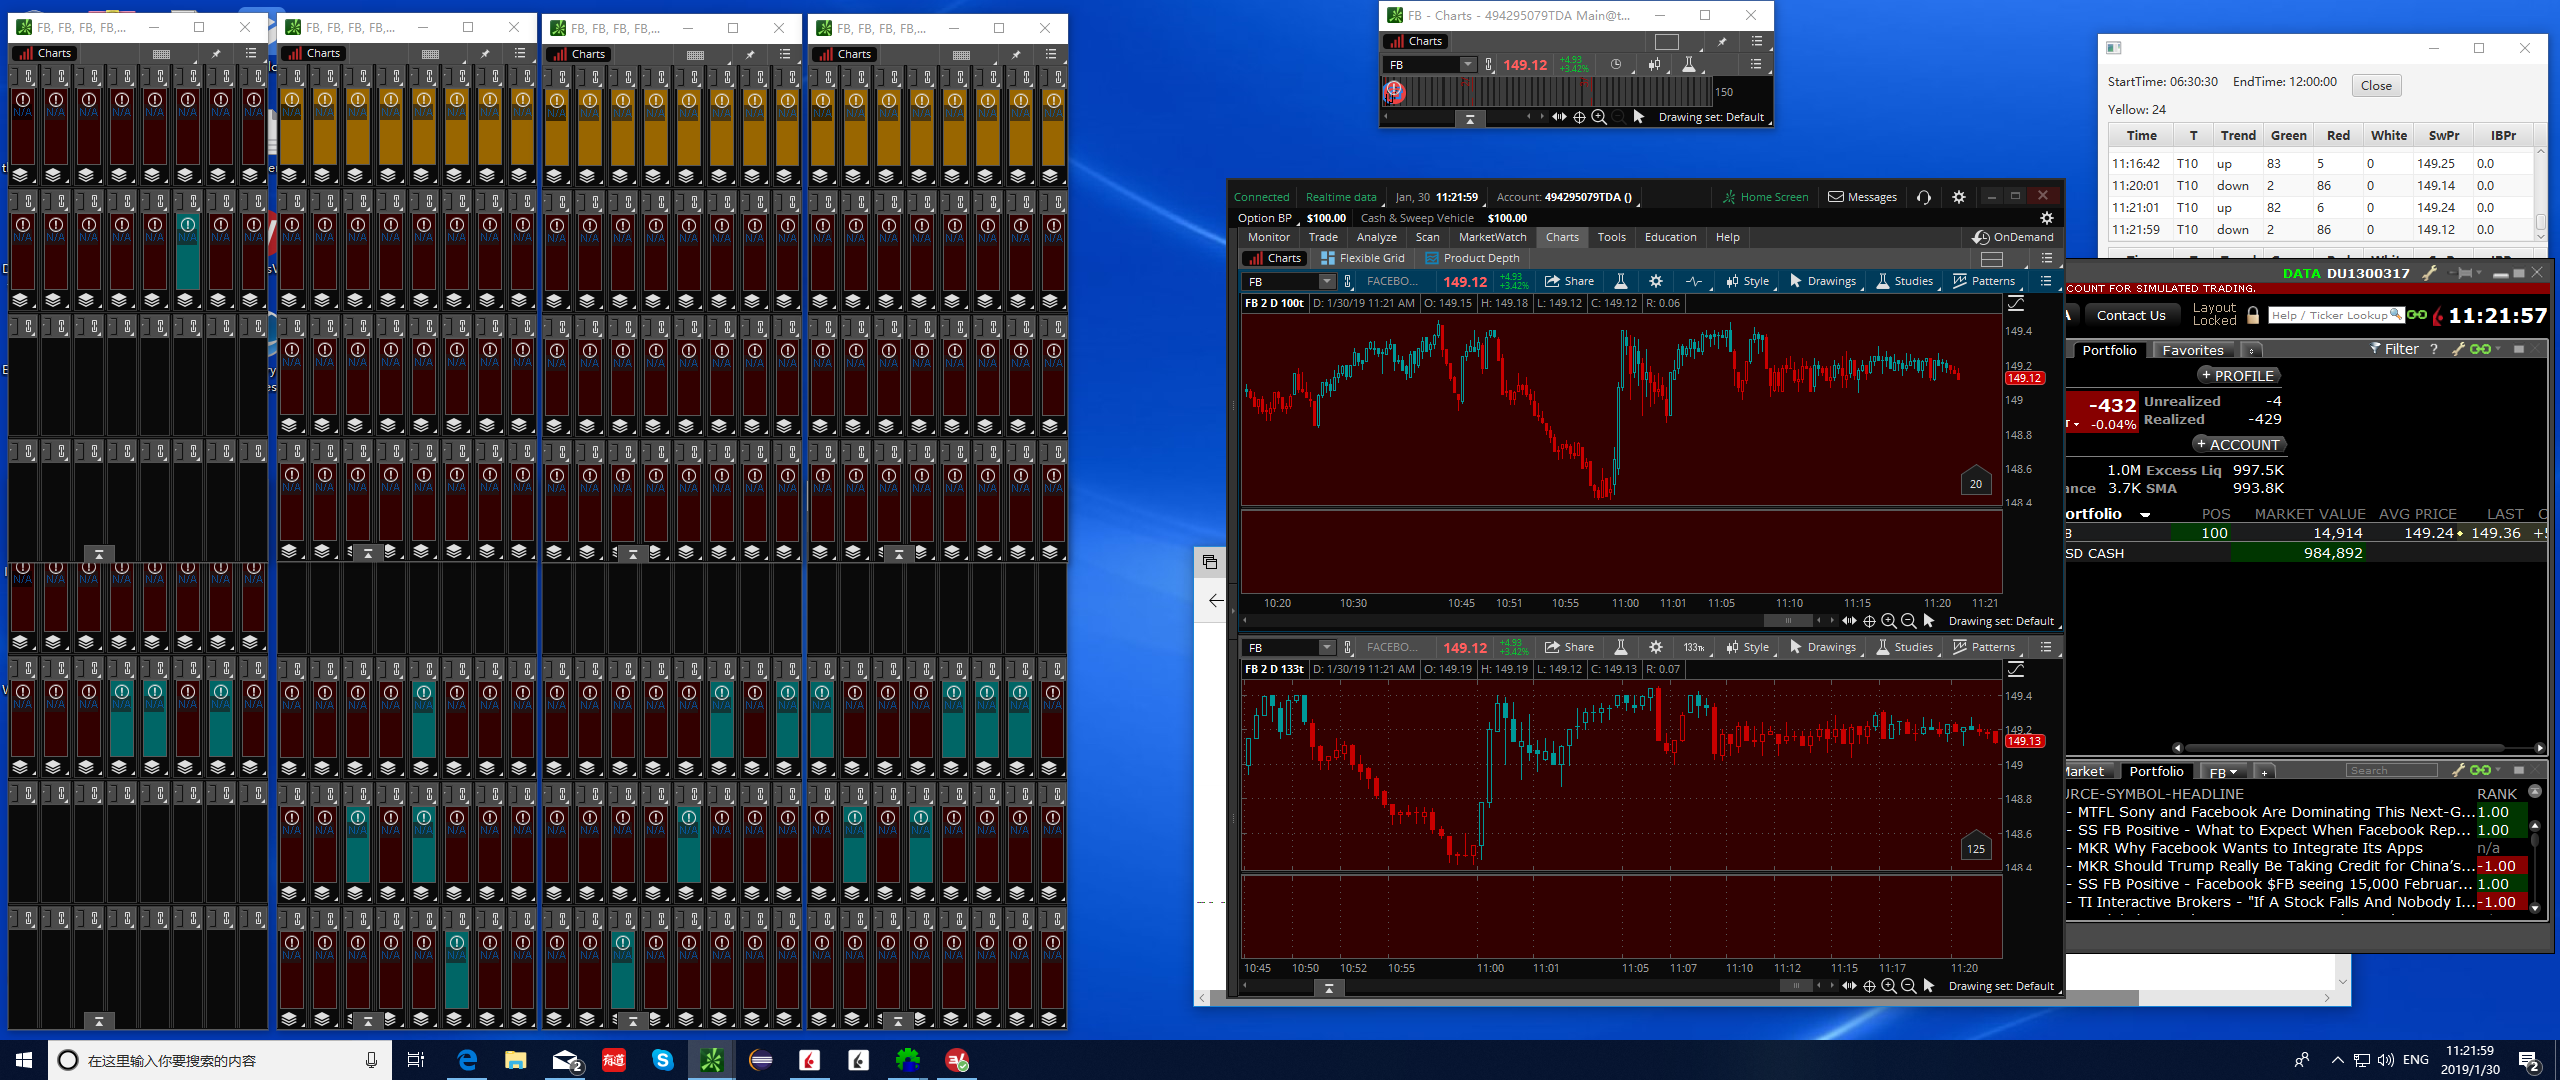 FB, FB, FB, FB,...
FB, FB, FB, FB,...
FB, FB, FB, FB,...
FB, FB, FB, FB,...
Charts
Charts
Charts
Charts
N/A
FB - Charts - 494295079TDA Main@t...
Charts
FB
149.12
+4.93
+3.42%
150
Drawing set: Default
StartTime: 06:30:30 EndTime: 12:00:00 Close
Yellow: 24
Time T Trend Green Red White SwPr IBPr
11:16:42 T10 up 83 5 0 149.25 0.0
11:20:01 T10 down 2 86 0 149.14 0.0
11:21:01 T10 up 82 6 0 149.24 0.0
11:21:59 T10 down 2 86 0 149.12 0.0
Connected Realtime data Jan, 30 11:21:59 Account: 494295079TDA () Home Screen Messages
Option BP $100.00 Cash & Sweep Vehicle $100.00
Monitor Trade Analyze Scan MarketWatch Charts Tools Education Help OnDemand
Charts Flexible Grid Product Depth
FB FACEBO... 149.12 +4.93 +3.42% Share Style Drawings Studies Patterns
FB 2 D 100t D: 1/30/19 11:21 AM O: 149.15 H: 149.18 L: 149.12 C: 149.12 R: 0.06
149.4
149.2
149.12
149
148.8
148.6
20
148.4
10:20 10:30 10:45 10:51 10:55 11:00 11:01 11:05 11:10 11:15 11:20 11:21
Drawing set: Default
FB FACEBO... 149.12 +4.93 +3.42% Share 133tk Style Drawings Studies Patterns
FB 2 D 133t D: 1/30/19 11:21 AM O: 149.19 H: 149.19 L: 149.12 C: 149.13 R: 0.07
149.4
149.2
149.13
149
148.8
148.6
125
148.4
10:45 10:50 10:52 10:55 11:00 11:01 11:05 11:07 11:10 11:12 11:15 11:17 11:20
Drawing set: Default
DATA DU1300317
COUNT FOR SIMULATED TRADING.
Contact Us Layout Locked Help / Ticker Lookup 11:21:57
Portfolio Favorites Filter ?
+ PROFILE
-432 Unrealized -4
-0.04% Realized -429
+ ACCOUNT
1.0M Excess Liq 997.5K
ance 3.7K SMA 993.8K
ortfolio POS MARKET VALUE AVG PRICE LAST C
B 100 14,914 149.24 149.36 +5
SD CASH 984,892
Market Portfolio FB + Search
URCE-SYMBOL-HEADLINE RANK
- MTFL Sony and Facebook Are Dominating This Next-G... 1.00
- SS FB Positive - What to Expect When Facebook Rep... 1.00
- MKR Why Facebook Wants to Integrate Its Apps n/a
- MKR Should Trump Really Be Taking Credit for China's... -1.00
- SS FB Positive - Facebook $FB seeing 15,000 Februar... 1.00
- TI Interactive Brokers - "If A Stock Falls And Nobody I... -1.00
在这里输入你要搜索的内容
2
有道
ENG
11:21:59
2019/1/30
2